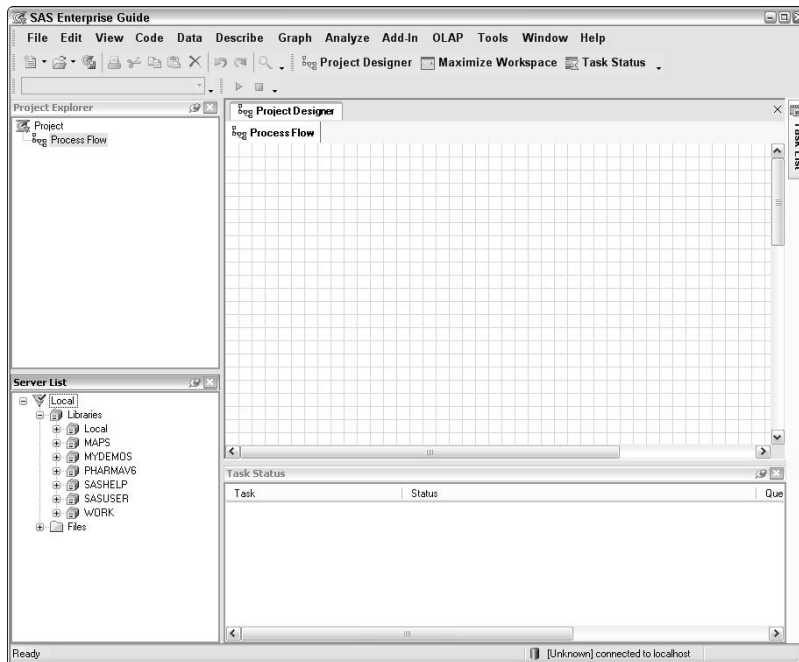 SAS Enterprise Guide
File Edit View Code Data Describe Graph Analyze Add-In OLAP Tools Window Help
Project Designer Maximize Workspace Task Status
Project Explorer
Project
Process Flow
Project Designer
Process Flow
Task List
Server List
Local
Libraries
Local
MAPS
MYDEMOS
PHARMAV6
SASHELP
SASUSER
WORK
Files
Task Status
Task Status Que
Ready [Unknown] connected to localhost